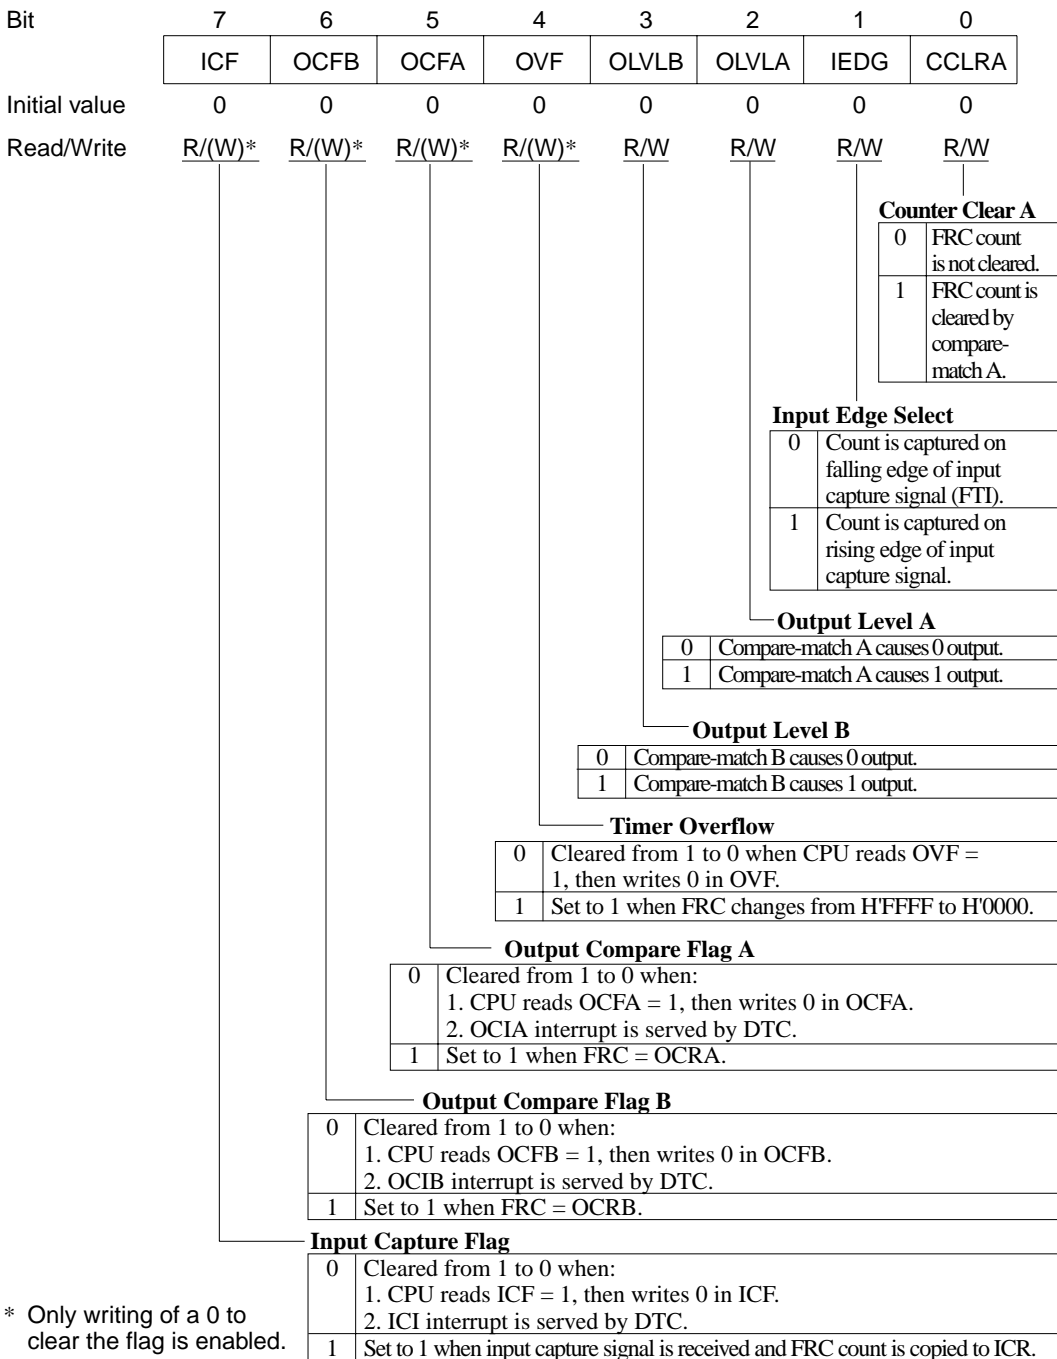 Bit 7 6 5 4 3 2 1 0
ICF OCFB OCFA OVF OLVLB OLVLA IEDG CCLRA
Initial value 0 0 0 0 0 0 0 0
Read/Write R/(W)* R/(W)* R/(W)* R/(W)* R/W R/W R/W R/W
Counter Clear A
0 FRC count
is not cleared.
1 FRC count is
cleared by
compare-
match A.
Input Edge Select
0 Count is captured on
falling edge of input
capture signal (FTI).
1 Count is captured on
rising edge of input
capture signal.
Output Level A
0 Compare-match A causes 0 output.
1 Compare-match A causes 1 output.
Output Level B
0 Compare-match B causes 0 output.
1 Compare-match B causes 1 output.
Timer Overflow
0 Cleared from 1 to 0 when CPU reads OVF =
1, then writes 0 in OVF.
1 Set to 1 when FRC changes from H'FFFF to H'0000.
Output Compare Flag A
0 Cleared from 1 to 0 when:
1. CPU reads OCFA = 1, then writes 0 in OCFA.
2. OCIA interrupt is served by DTC.
1 Set to 1 when FRC = OCRA.
Output Compare Flag B
0 Cleared from 1 to 0 when:
1. CPU reads OCFB = 1, then writes 0 in OCFB.
2. OCIB interrupt is served by DTC.
1 Set to 1 when FRC = OCRB.
Input Capture Flag
0 Cleared from 1 to 0 when:
1. CPU reads ICF = 1, then writes 0 in ICF.
2. ICI interrupt is served by DTC.
1 Set to 1 when input capture signal is received and FRC count is copied to ICR.
* Only writing of a 0 to
clear the flag is enabled.